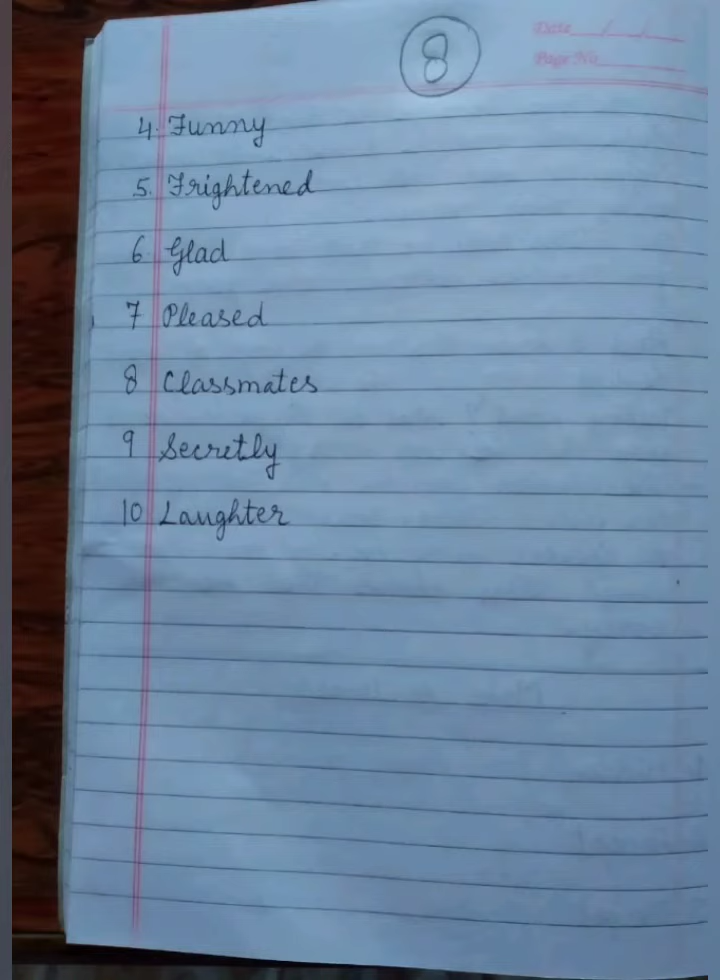 8
Date / /
Page No
4. Funny
5. Frightened
6. Glad
7 Pleased
8 Classmates
9 Secretly
10 Laughter